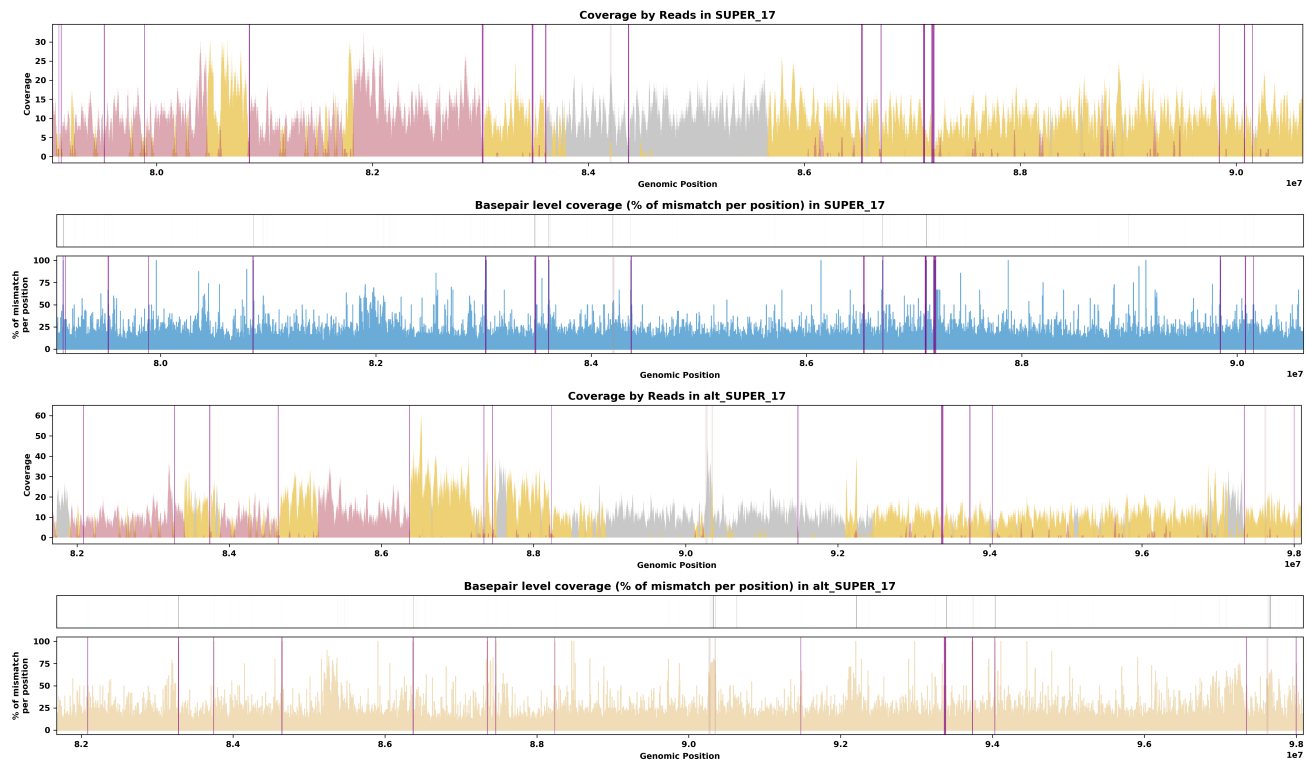 Coverage by Reads in SUPER_17
30
25
20
15
10
5
0
Coverage
8.0 8.2 8.4 8.6 8.8 9.0
Genomic Position
1e7
Basepair level coverage (% of mismatch per position) in SUPER_17
100
75
50
25
0
% of mismatch
per position
8.0 8.2 8.4 8.6 8.8 9.0
Genomic Position
1e7
Coverage by Reads in alt_SUPER_17
60
50
40
30
20
10
0
Coverage
8.2 8.4 8.6 8.8 9.0 9.2 9.4 9.6 9.8
Genomic Position
1e7
Basepair level coverage (% of mismatch per position) in alt_SUPER_17
100
75
50
25
0
% of mismatch
per position
8.2 8.4 8.6 8.8 9.0 9.2 9.4 9.6 9.8
Genomic Position
1e7